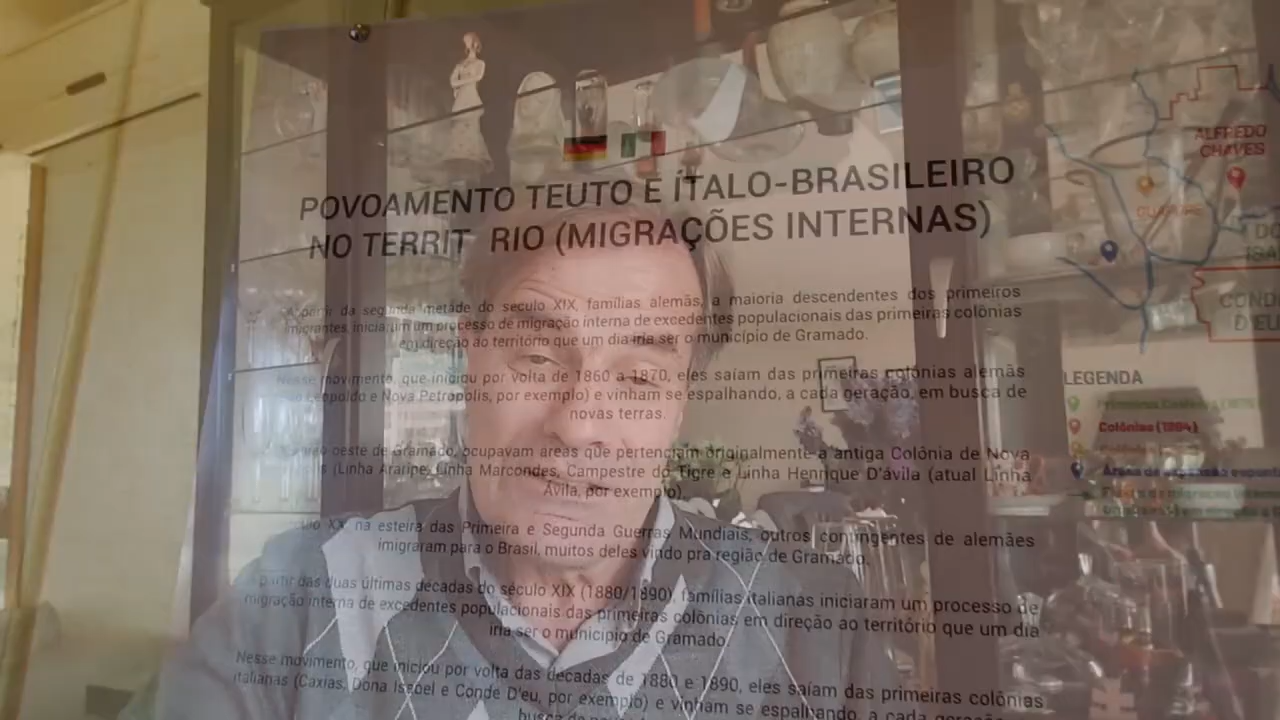 POVOAMENTO TEUTO E ÍTALO-BRASILEIRO
NO TERRIT RIO (MIGRAÇÕES INTERNAS)
A partir da segunda metade do século XIX, famílias alemãs, a maioria descendentes dos primeiros
imigrantes, iniciaram um processo de migração interna de excedentes populacionais das primeiras colônias
em direção ao território que um dia iria ser o município de Gramado.
Nesse movimento, que iniciou por volta de 1860 a 1870, eles saíam das primeiras colônias alemãs
Leopoldo e Nova Petrópolis, por exemplo) e vinham se espalhando, a cada geração, em busca de
novas terras.
oeste de Gramado, ocupavam áreas que pertenciam originalmente a antiga Colônia de Nova
(Linha Araripe, Linha Marcondes, Campestre do Tigre e Linha Henrique D'ávila (atual Linha
Ávila, por exemplo).
XX, na esteira das Primeira e Segunda Guerras Mundiais, outros contingentes de alemães
imigraram para o Brasil, muitos deles vindo pra região de Gramado.
A partir das duas últimas décadas do século XIX (1880/1890), famílias italianas iniciaram um processo de
migração interna de excedentes populacionais das primeiras colônias em direção ao território que um dia
iria ser o município de Gramado.
Nesse movimento, que iniciou por volta das décadas de 1880 e 1890, eles saíam das primeiras colônias
italianas (Caxias, Dona Isabel e Conde D'eu, por exemplo) e vinham se espalhando, a cada geração,
ALFREDO
CHAVES
LEGENDA
Colônias (1884)